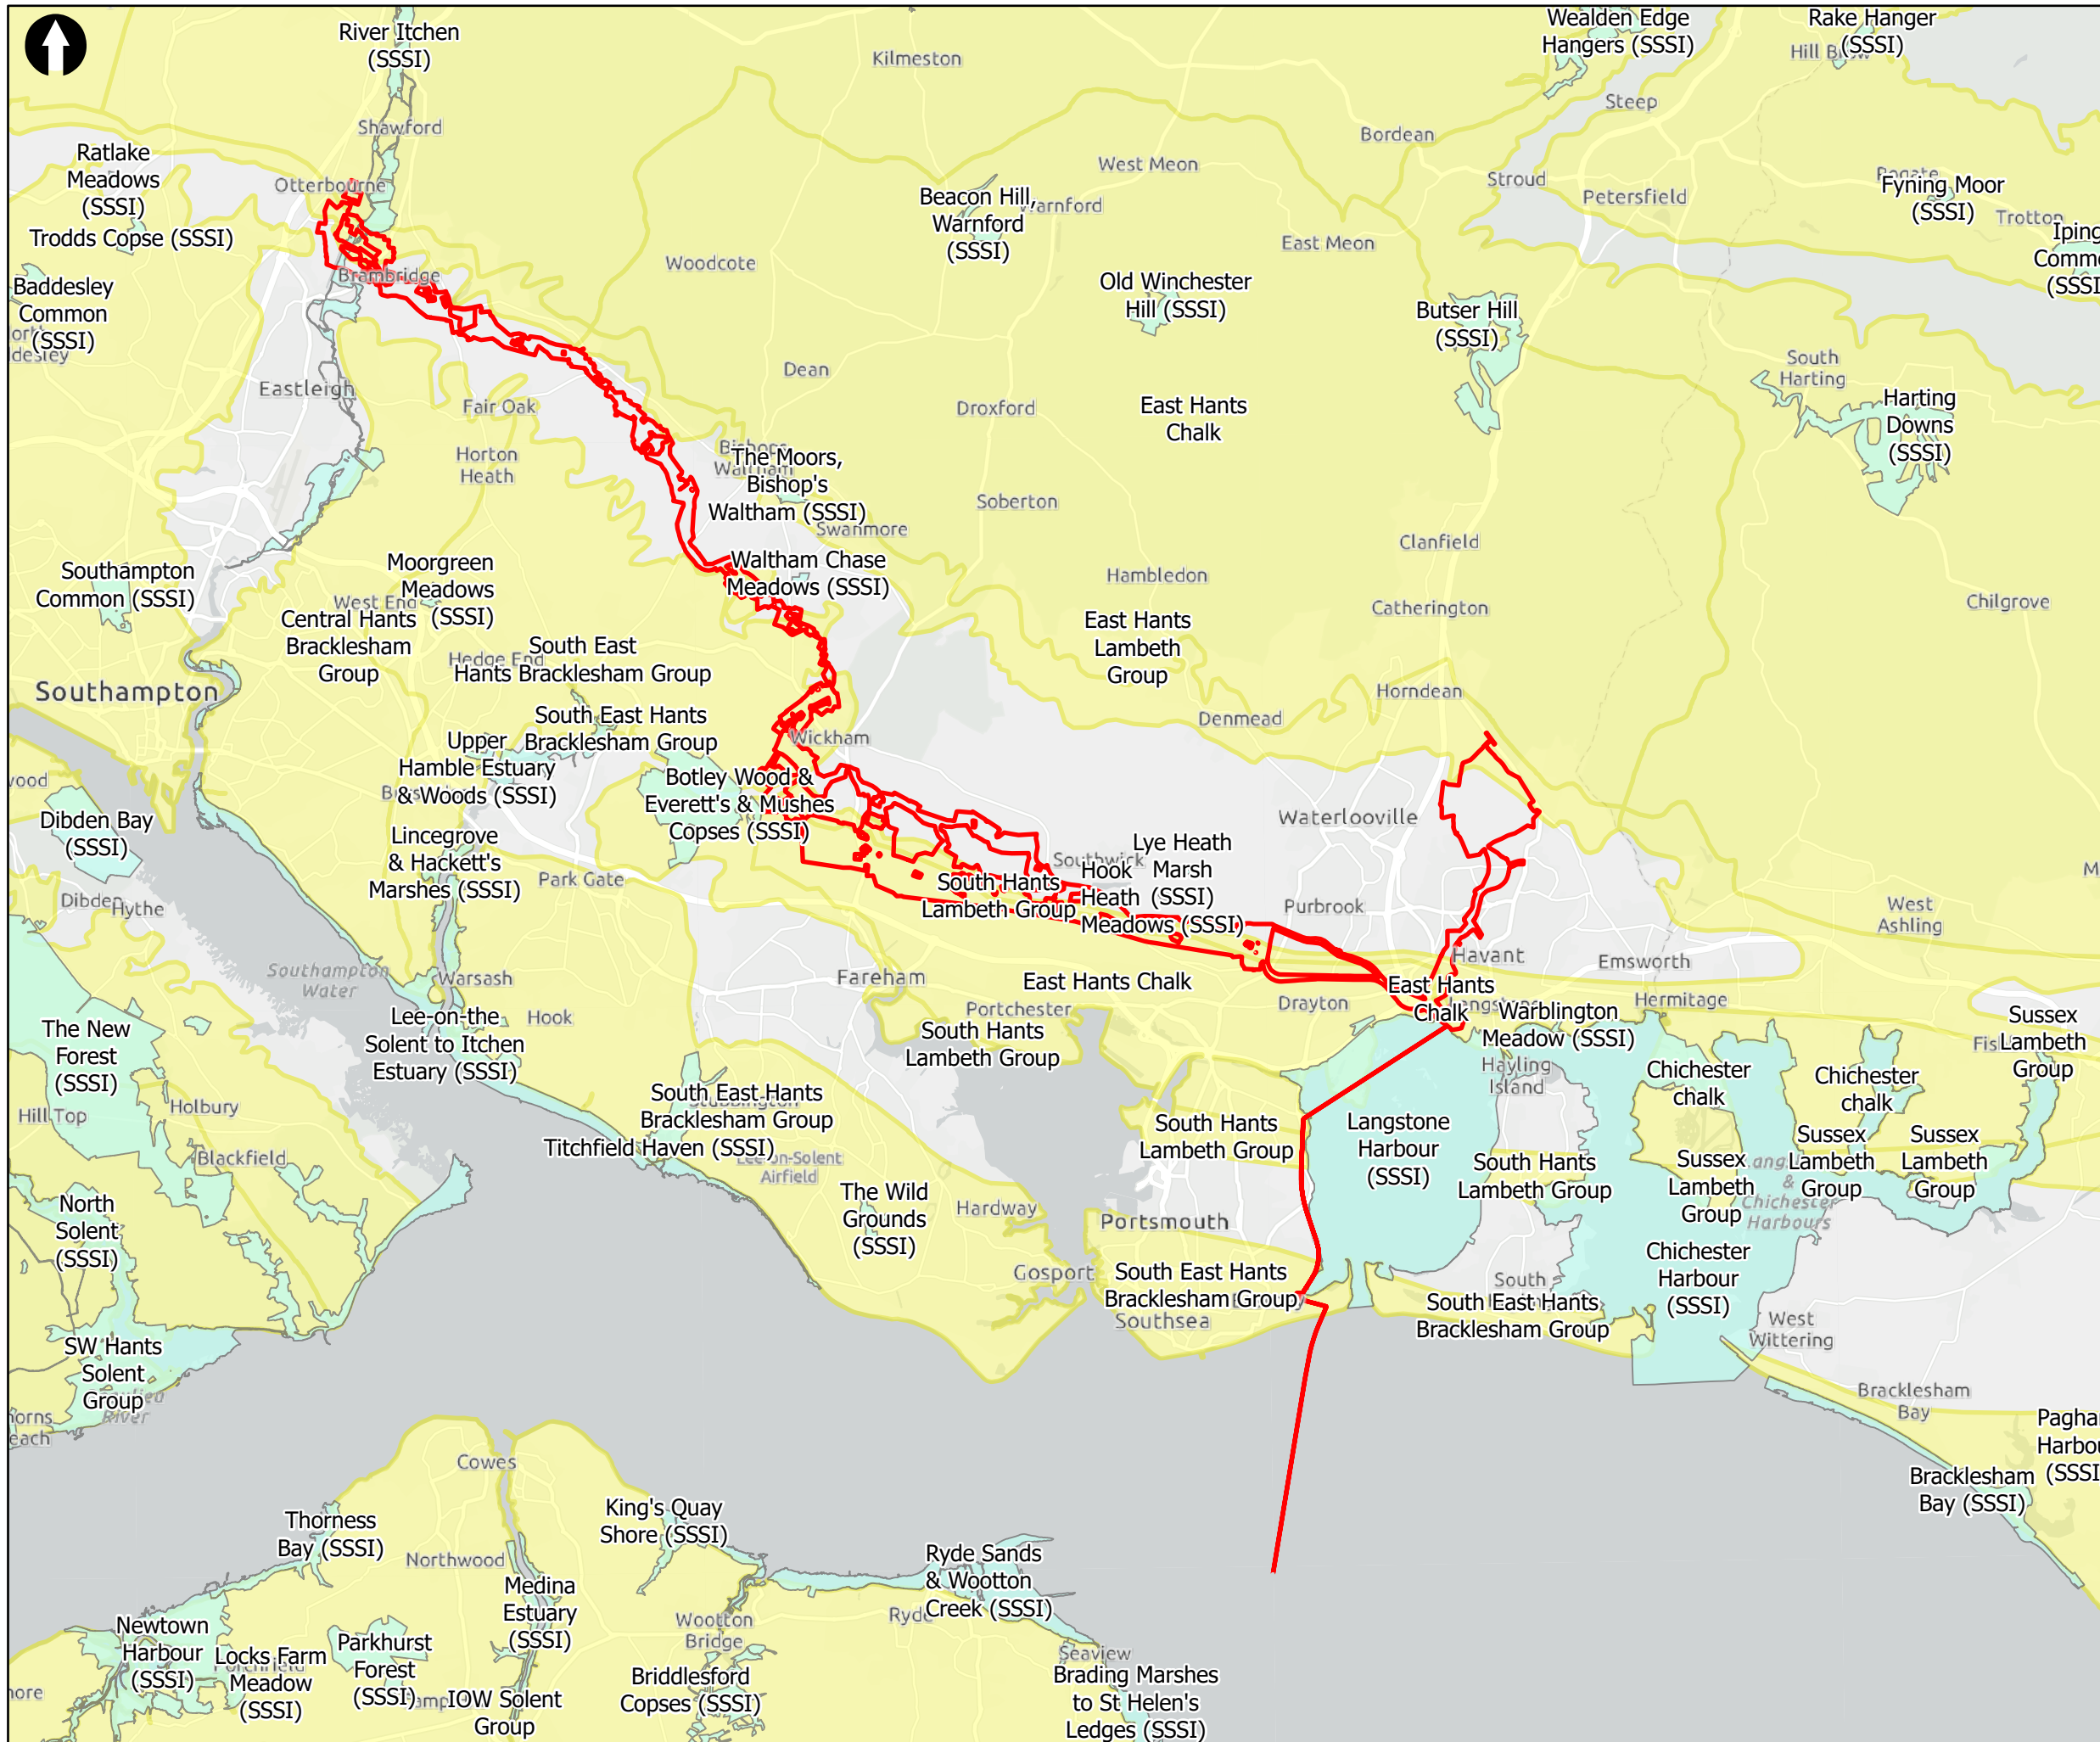 River Itchen
(SSSI)
Kilmeston
Wealden Edge
Hangers (SSSI)
Rake Hanger
(SSSI)
Steep
Shawford
Bordean
Ratlake
Meadows
(SSSI)
West Meon
Otterbourne
Beacon Hill,
Warnford
(SSSI)
Warnford
Stroud
Petersfield
Fyning Moor
(SSSI)
Trotton
Trodds Copse (SSSI)
East Meon
Woodcote
Brambridge
Baddesley
Common
(SSSI)
Old Winchester
Hill (SSSI)
Butser Hill
(SSSI)
South
Harting
Dean
Eastleigh
Fair Oak
Droxford
East Hants
Chalk
Harting
Downs
(SSSI)
Horton
Heath
The Moors,
Bishop's
Waltham (SSSI)
Soberton
Swanmore
Clanfield
Southampton
Common (SSSI)
Moorgreen
Meadows
(SSSI)
Waltham Chase
Meadows (SSSI)
Hambledon
Catherington
Chilgrove
West End
Central Hants
Bracklesham
Group
East Hants
Lambeth
Group
Hedge End
South East
Hants Bracklesham Group
Southampton
Horndean
Denmead
South East Hants
Bracklesham Group
Wickham
Upper
Hamble Estuary
& Woods (SSSI)
Botley Wood &
Everett's & Mushes
Copses (SSSI)
Dibden Bay
(SSSI)
Waterlooville
Lincegrove
& Hackett's
Marshes (SSSI)
Park Gate
Southwick
Lye Heath
Marsh
(SSSI)
Hook
Heath
Meadows (SSSI)
South Hants
Lambeth Group
Purbrook
Dibden
Hythe
West
Ashling
Southampton
Water
Warsash
Fareham
East Hants Chalk
Havant
Emsworth
Portchester
Drayton
East Hants
Chalk
Hermitage
Warblington
Meadow (SSSI)
The New
Forest
(SSSI)
Lee-on-the
Solent to Itchen
Estuary (SSSI)
Hook
South Hants
Lambeth Group
Sussex
Lambeth
Group
Hayling
Island
Chichester
chalk
Chichester
chalk
Hill Top
Holbury
South East Hants
Bracklesham Group
Titchfield Haven (SSSI)
Airfield
South Hants
Lambeth Group
Langstone
Harbour
(SSSI)
South Hants
Lambeth Group
Sussex
Lambeth
Group
Sussex
Lambeth
Group
Sussex
Lambeth
Group
&
Chichester
Harbours
Blackfield
North
Solent
(SSSI)
The Wild
Grounds
(SSSI)
Hardway
Portsmouth
Gosport
South East Hants
Bracklesham Group
Southsea
South
South East Hants
Bracklesham Group
Chichester
Harbour
(SSSI)
West
Wittering
SW Hants
Solent
Group
River
Bracklesham
Bay
Cowes
Bracklesham
Bay (SSSI)
Thorness
Bay (SSSI)
King's Quay
Shore (SSSI)
Northwood
Ryde Sands
& Wootton
Creek (SSSI)
Medina
Estuary
(SSSI)
Wootton
Bridge
Ryde
Newtown
Harbour
(SSSI)
Locks Farm
Meadow
(SSSI)
Parkhurst
Forest
(SSSI)
IOW Solent
Group
Briddlesford
Copses (SSSI)
Seaview
Brading Marshes
to St Helen's
Ledges (SSSI)